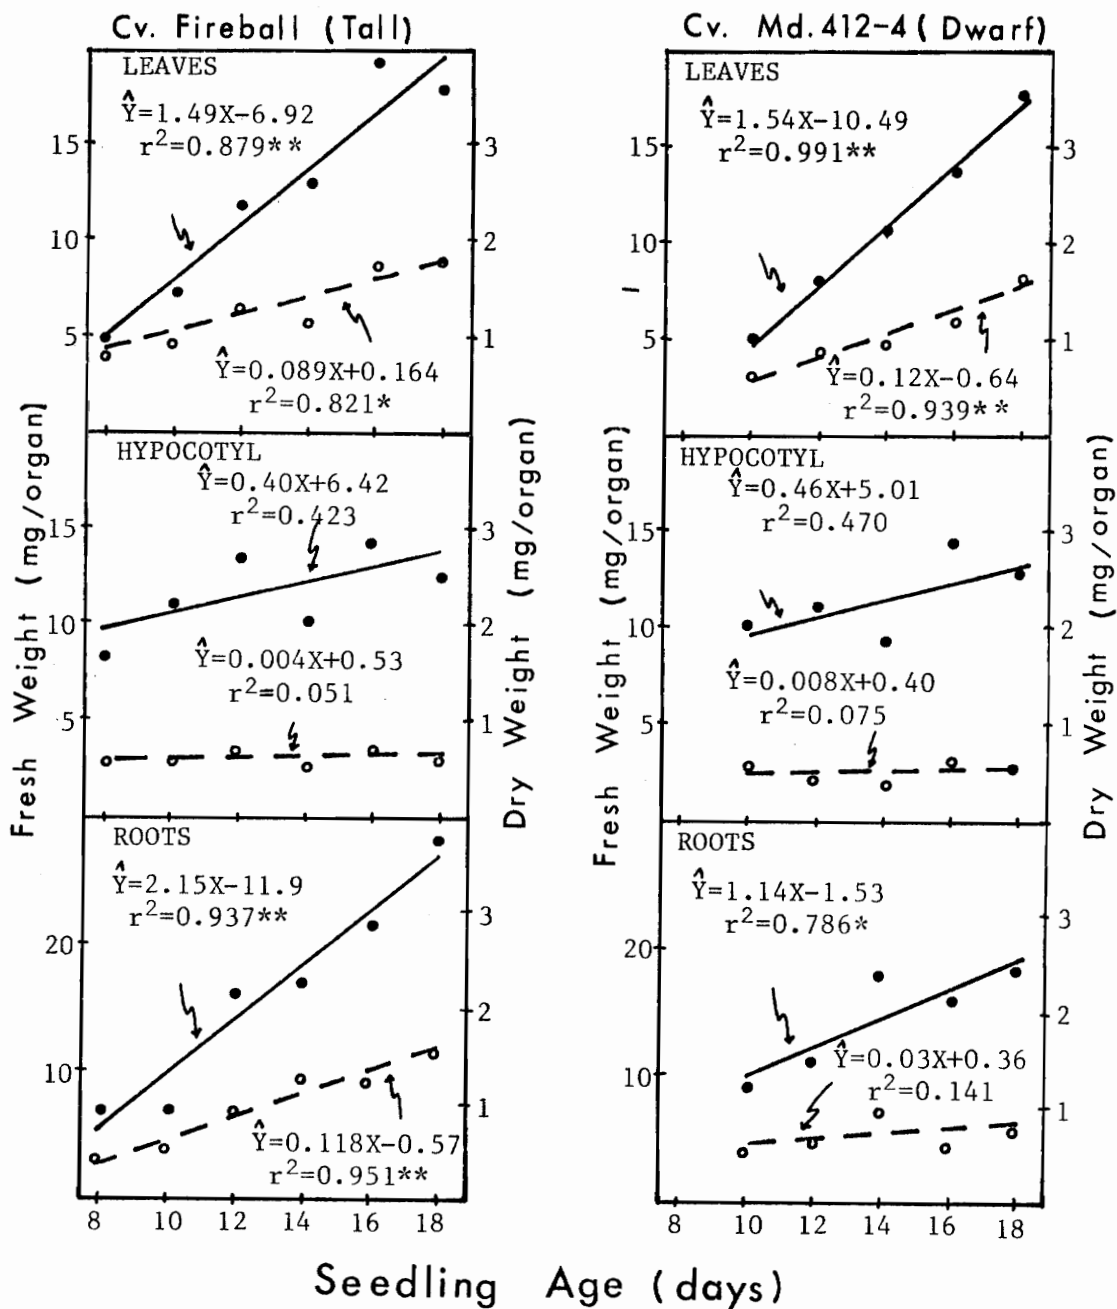 Cv. Fireball (Tall)
LEAVES
Ŷ=1.49X-6.92
r²=0.879**
15
10
5
3
2
1
Ŷ=0.089X+0.164
r²=0.821*
HYPOCOTYL
Ŷ=0.40X+6.42
r²=0.423
15
10
5
3
2
1
Ŷ=0.004X+0.53
r²=0.051
ROOTS
Ŷ=2.15X-11.9
r²=0.937**
20
10
3
2
1
Ŷ=0.118X-0.57
r²=0.951**
8 10 12 14 16 18
Fresh Weight (mg/organ)
Dry Weight (mg/organ)
Cv. Md.412-4 (Dwarf)
LEAVES
Ŷ=1.54X-10.49
r²=0.991**
15
10
5
3
2
1
Ŷ=0.12X-0.64
r²=0.939**
HYPOCOTYL
Ŷ=0.46X+5.01
r²=0.470
15
10
5
3
2
1
Ŷ=0.008X+0.40
r²=0.075
ROOTS
Ŷ=1.14X-1.53
r²=0.786*
20
10
3
2
1
Ŷ=0.03X+0.36
r²=0.141
10 12 14 16 18
Fresh Weight (mg/organ)
Dry Weight (mg/organ)
Seedling Age (days)